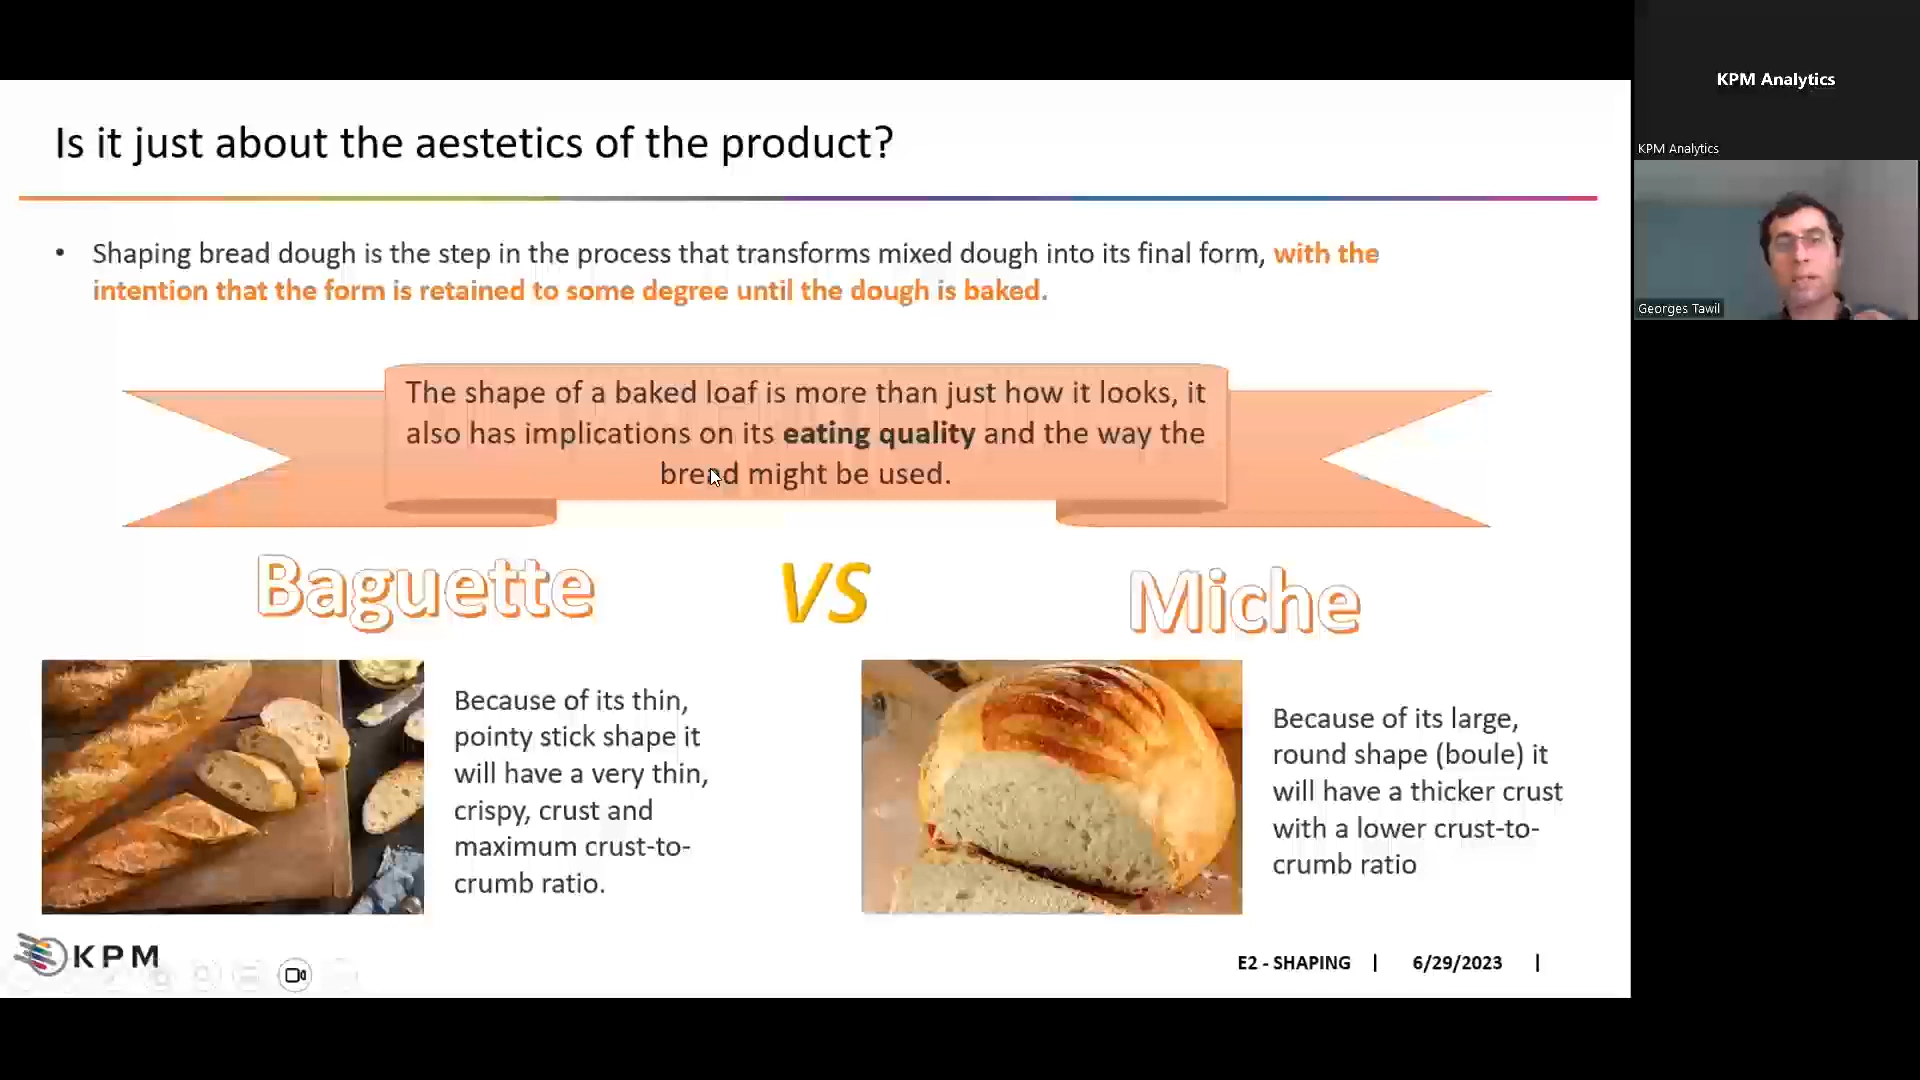 Is it just about the aestetics of the product?
• Shaping bread dough is the step in the process that transforms mixed dough into its final form, with the
intention that the form is retained to some degree until the dough is baked.
The shape of a baked loaf is more than just how it looks, it
also has implications on its eating quality and the way the
bread might be used.
Baguette VS Miche
Because of its thin,
pointy stick shape it
will have a very thin,
crispy, crust and
maximum crust-to-
crumb ratio.
Because of its large,
round shape (boule) it
will have a thicker crust
with a lower crust-to-
crumb ratio
KPM
E2 - SHAPING | 6/29/2023 |
KPM Analytics
KPM Analytics
Georges Tawil